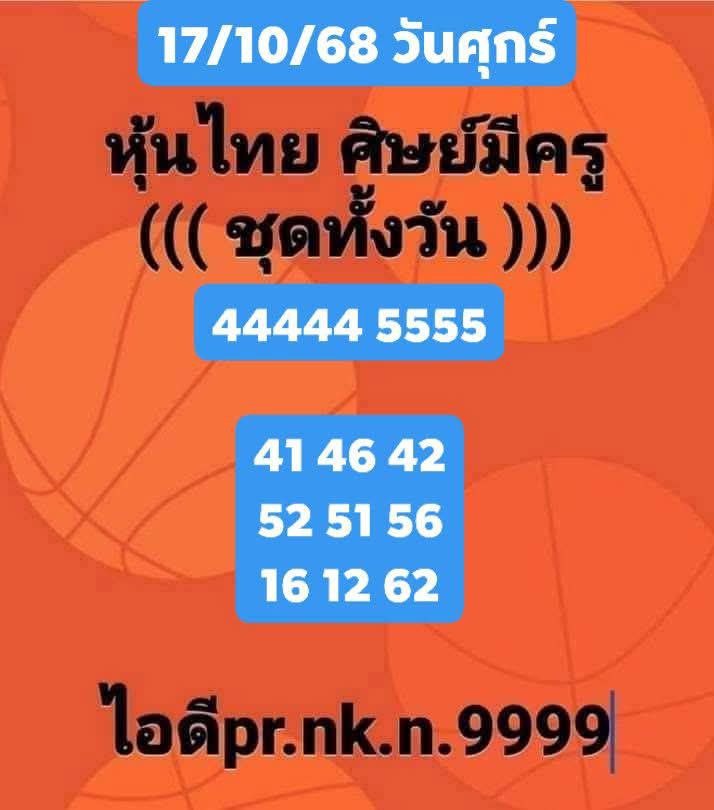 17/10/68 วันศุกร์
หุ้นไทย ศิษย์มีครู
((( ชุดทั้งวัน )))
44444 5555
41 46 42
52 51 56
16 12 62
ไอดีpr.nk.n.9999